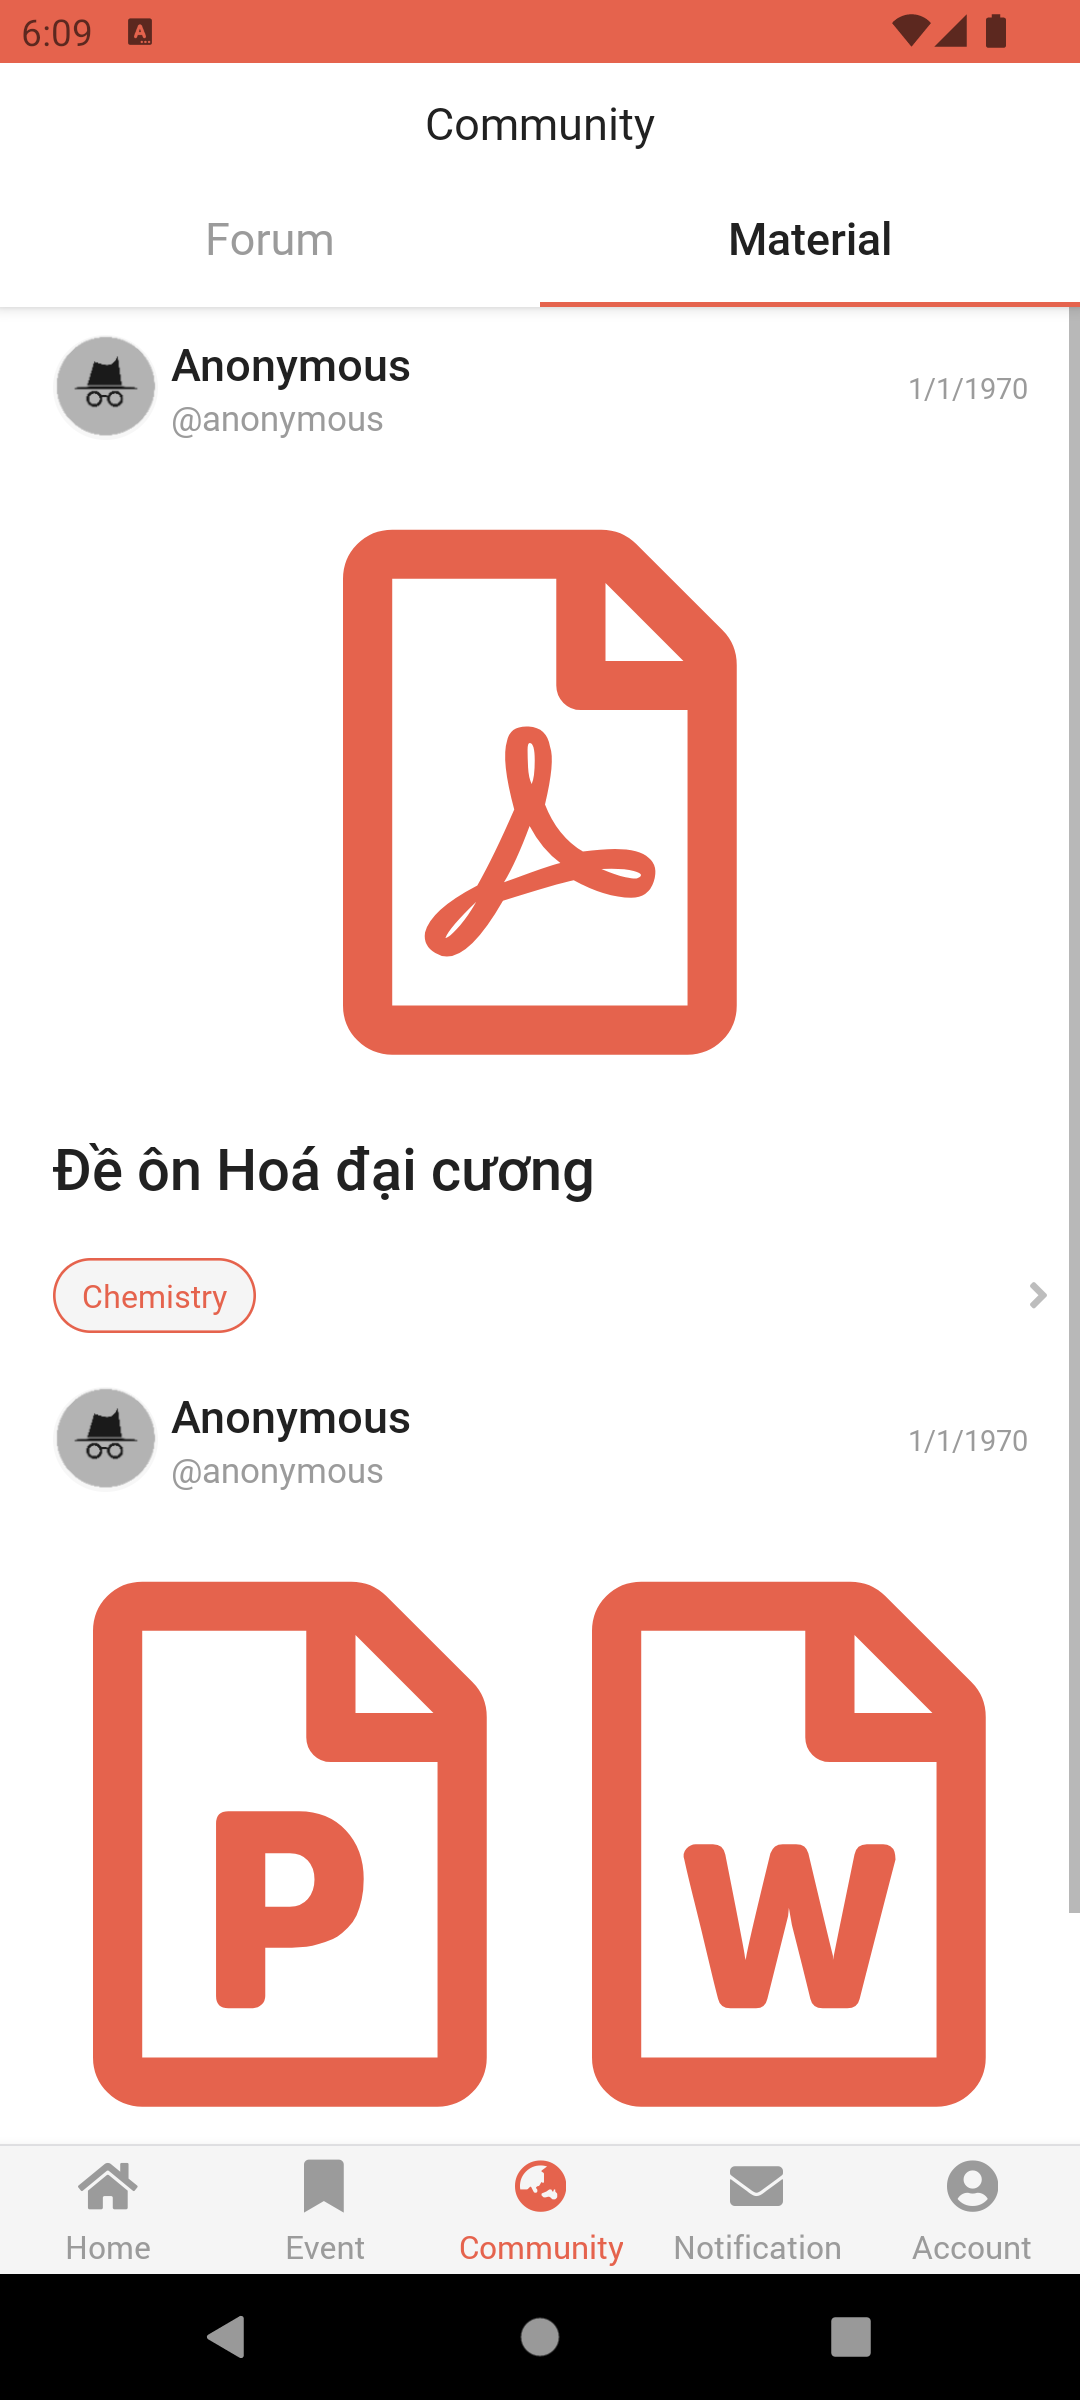 6:09
A
Community
Forum
Material
Anonymous
@anonymous
1/1/1970
Đề ôn Hoá đại cương
Chemistry
Anonymous
@anonymous
1/1/1970
P
W
Home
Event
Community
Notification
Account